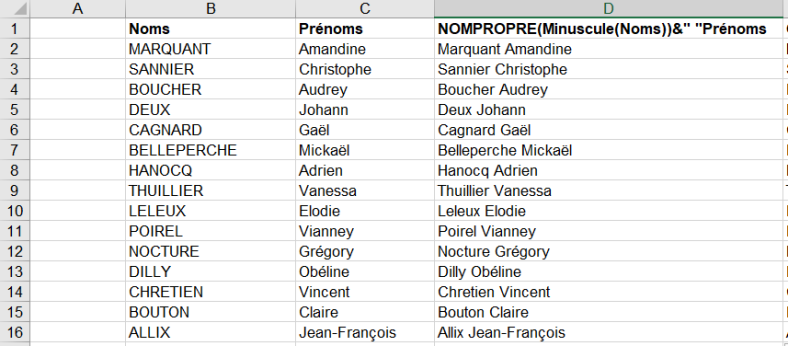 A B C D
1 Noms Prénoms NOMPROPRE(Minuscule(Noms))&" "Prénoms
2 MARQUANT Amandine Marquant Amandine
3 SANNIER Christophe Sannier Christophe
4 BOUCHER Audrey Boucher Audrey
5 DEUX Johann Deux Johann
6 CAGNARD Gaël Cagnard Gaël
7 BELLEPERCHE Mickaël Belleperche Mickaël
8 HANOCQ Adrien Hanocq Adrien
9 THUILLIER Vanessa Thuillier Vanessa
10 LELEUX Elodie Leleux Elodie
11 POIREL Vianney Poirel Vianney
12 NOCTURE Grégory Nocture Grégory
13 DILLY Obéline Dilly Obéline
14 CHRETIEN Vincent Chretien Vincent
15 BOUTON Claire Bouton Claire
16 ALLIX Jean-François Allix Jean-François